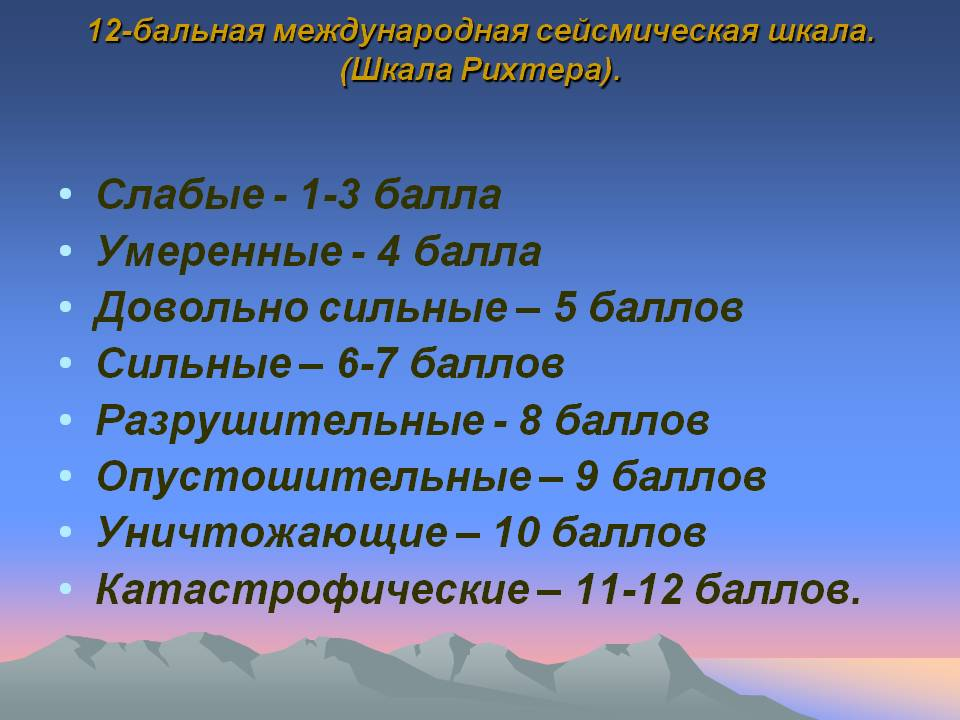 12-бальная международная сейсмическая шкала.
(Шкала Рихтера).
• Слабые - 1-3 балла
• Умеренные - 4 балла
• Довольно сильные – 5 баллов
• Сильные – 6-7 баллов
• Разрушительные - 8 баллов
• Опустошительные – 9 баллов
• Уничтожающие – 10 баллов
• Катастрофические – 11-12 баллов.